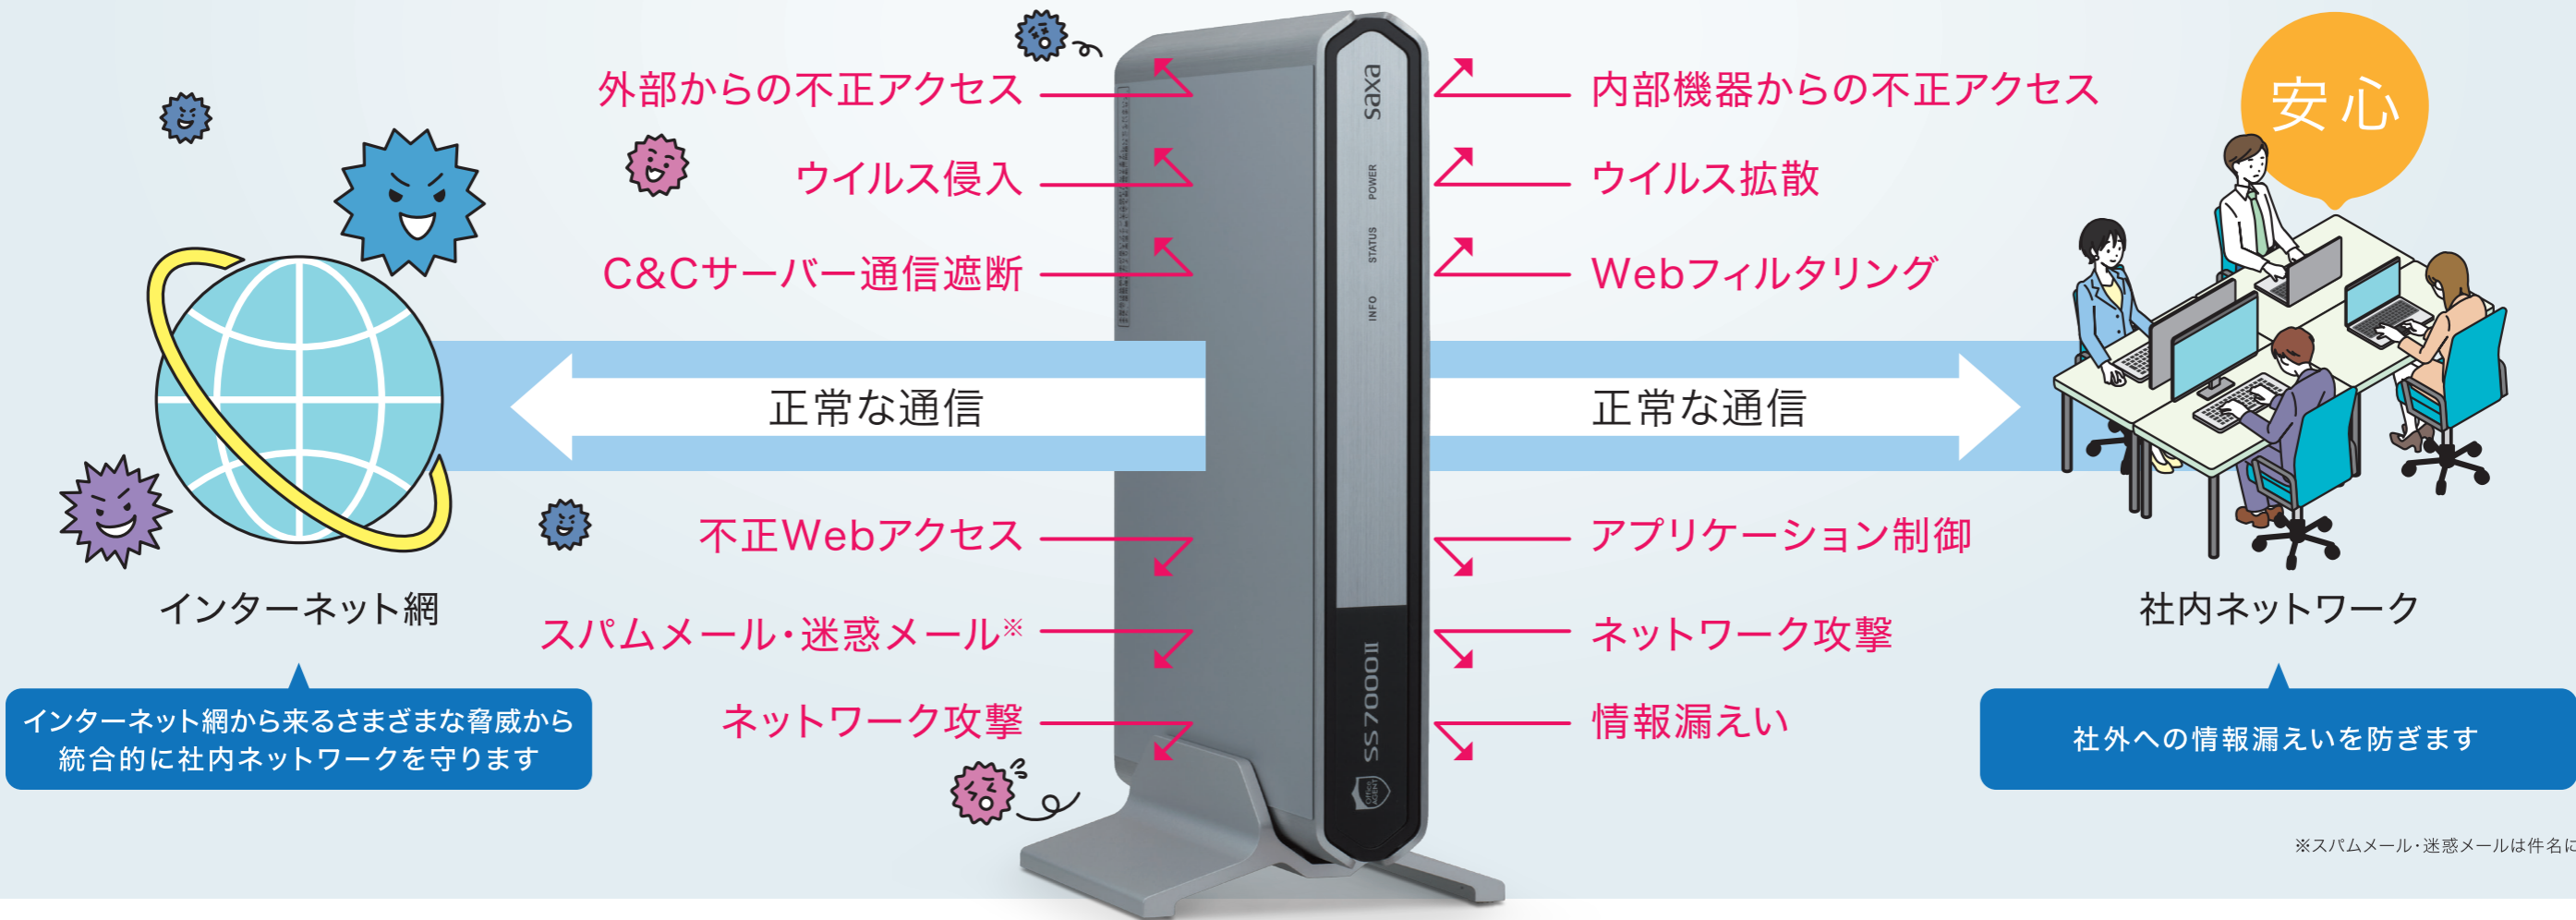 外部からの不正アクセス
ウイルス侵入
C&Cサーバー通信遮断
正常な通信
不正Webアクセス
スパムメール・迷惑メール※
ネットワーク攻撃
インターネット網
インターネット網から来るさまざまな脅威から
統合的に社内ネットワークを守ります
saxa
POWER
STATUS
INFO
SS7000II
Office
AGENT
内部機器からの不正アクセス
ウイルス拡散
Webフィルタリング
正常な通信
アプリケーション制御
ネットワーク攻撃
情報漏えい
安心
社内ネットワーク
社外への情報漏えいを防ぎます
※スパムメール・迷惑メールは件名に